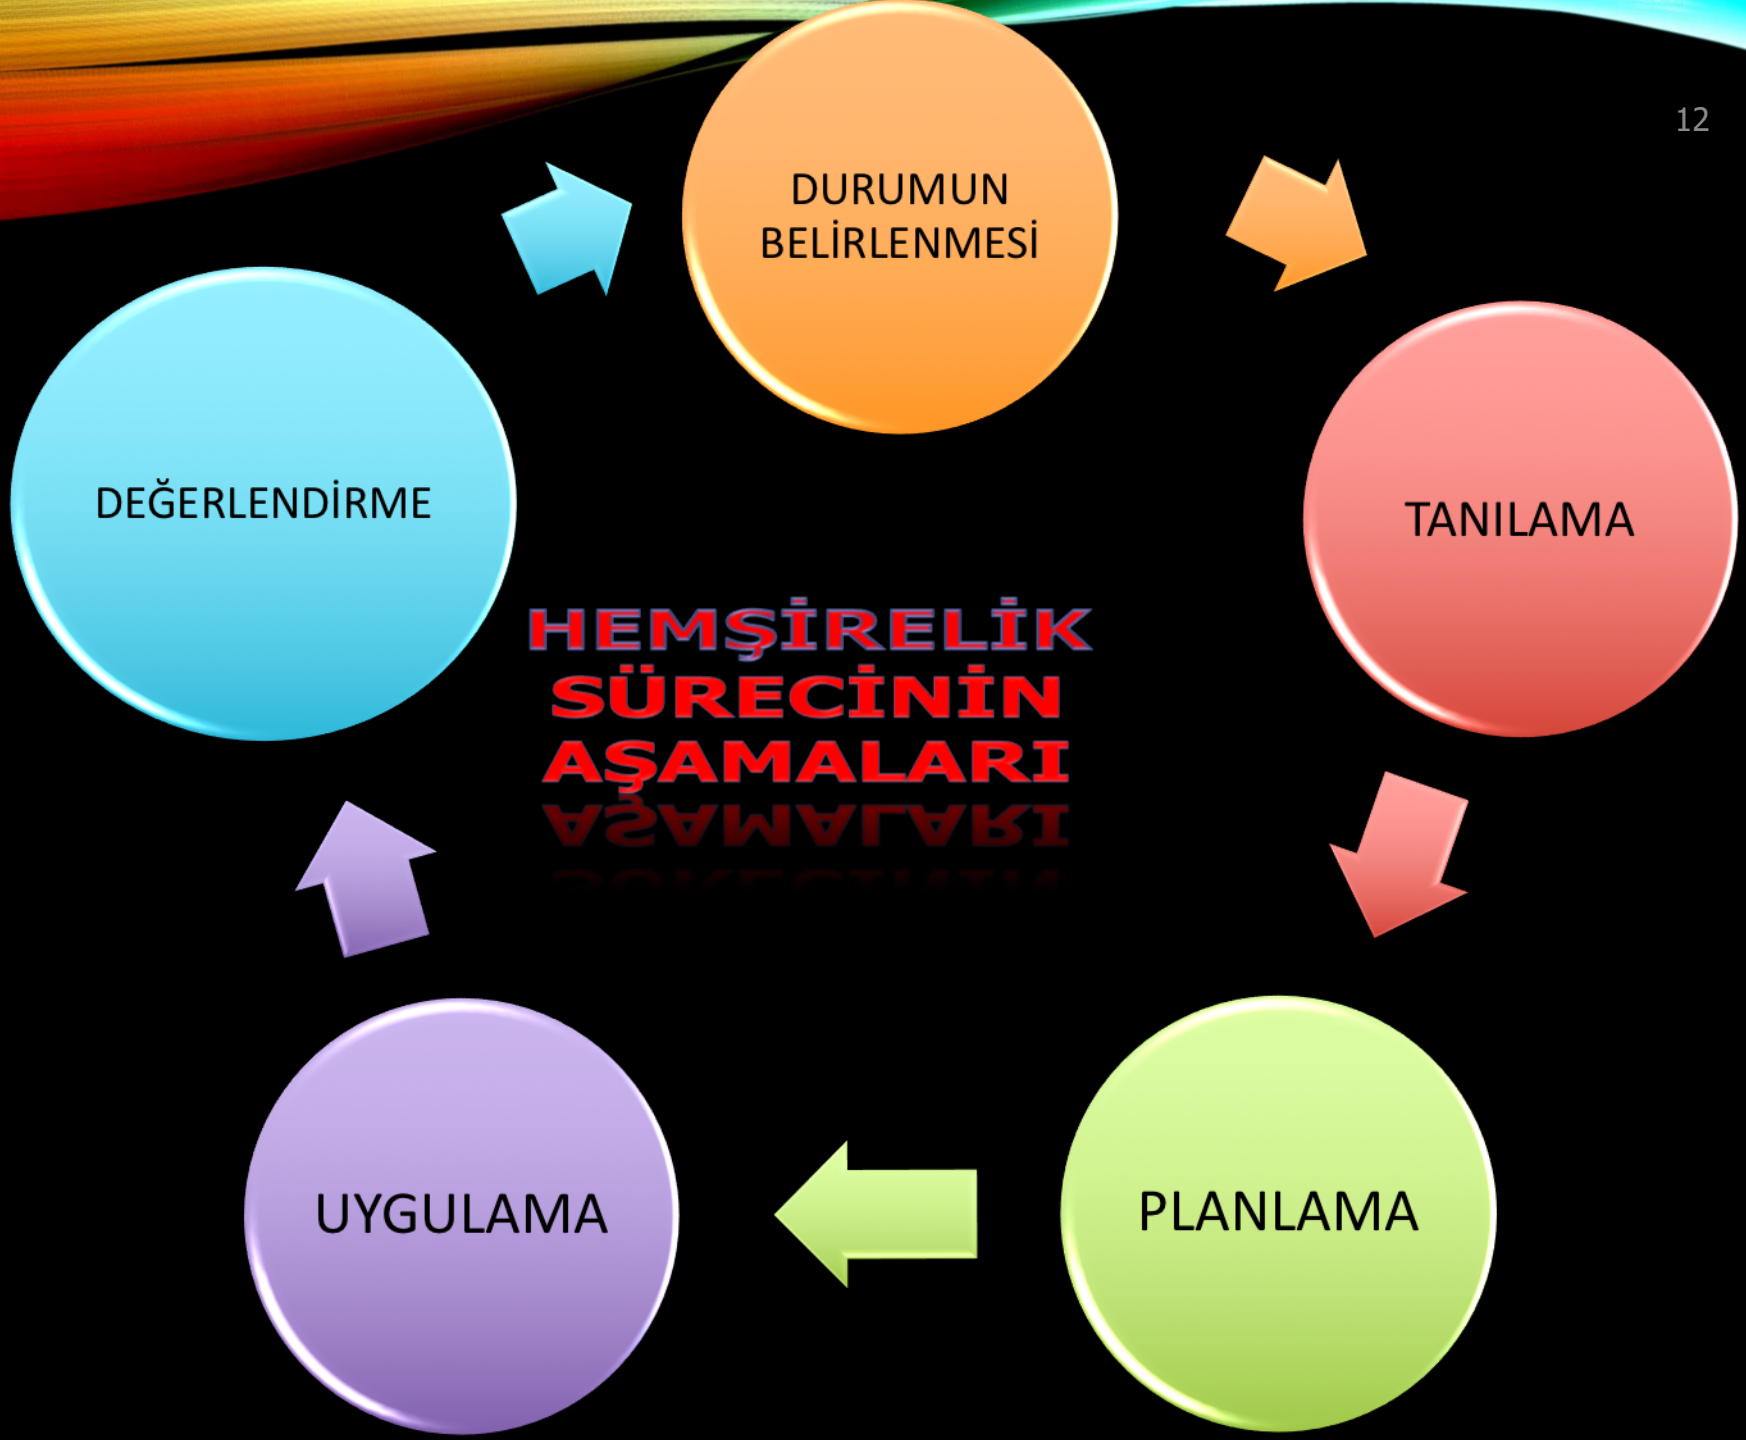 12
DURUMUN
BELİRLENMESİ
TANILAMA
PLANLAMA
UYGULAMA
DEĞERLENDİRME
HEMŞİRELİK
SÜRECİNİN
AŞAMALARI